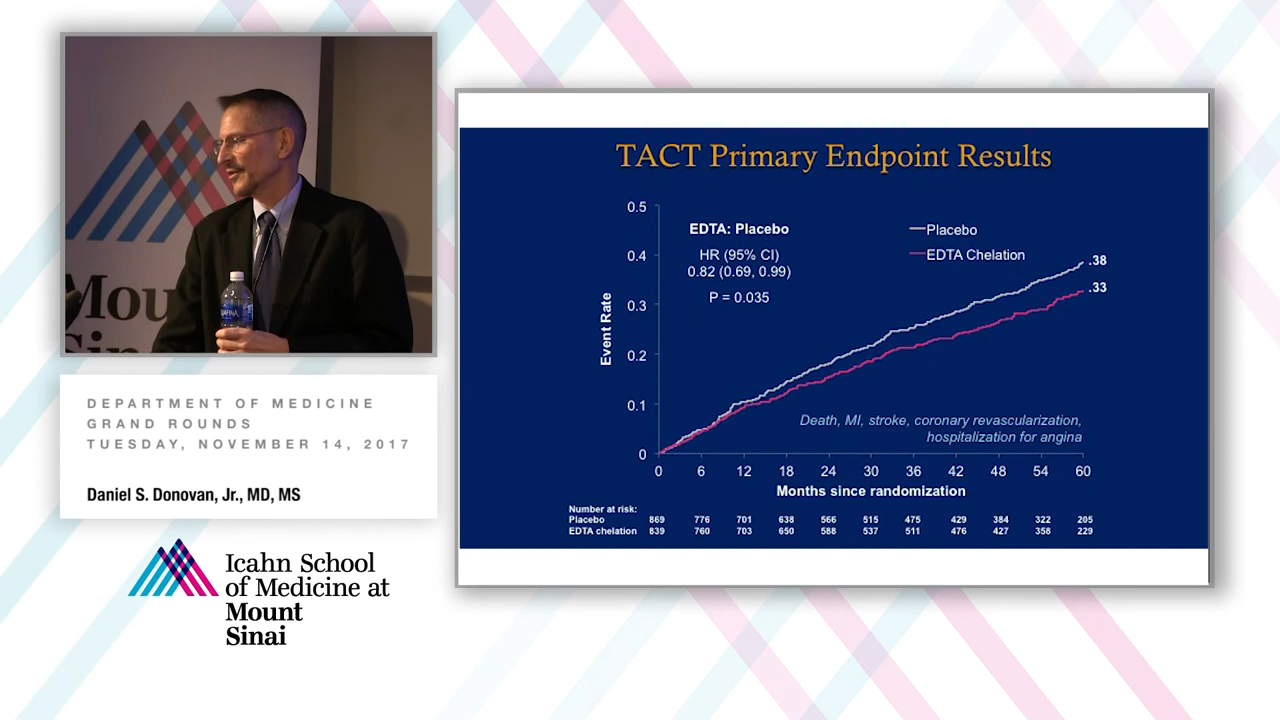 Mou
Sin
DEPARTMENT OF MEDICINE
GRAND ROUNDS
TUESDAY, NOVEMBER 14, 2017
Daniel S. Donovan, Jr., MD, MS
Icahn School
of Medicine at
Mount
Sinai
TACT Primary Endpoint Results
EDTA: Placebo
HR (95% CI)
0.82 (0.69, 0.99)
P = 0.035
Placebo
EDTA Chelation
.38
.33
Event Rate
0.5
0.4
0.3
0.2
0.1
0
Death, MI, stroke, coronary revascularization,
hospitalization for angina
0 6 12 18 24 30 36 42 48 54 60
Months since randomization
Number at risk:
Placebo 869 776 701 638 566 515 475 429 384 322 205
EDTA chelation 839 760 703 650 588 537 511 476 427 358 229